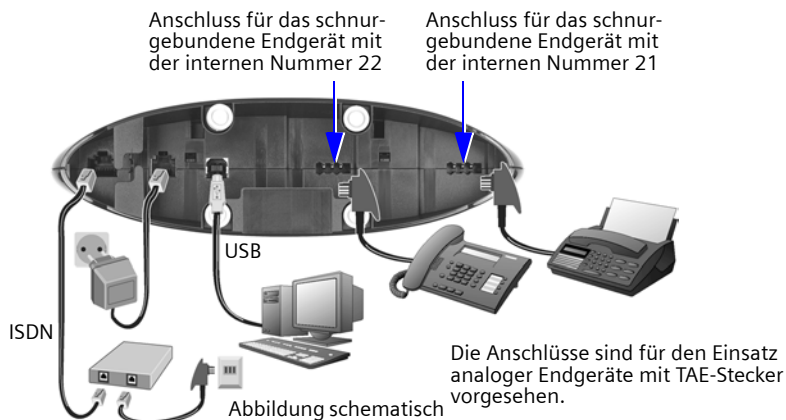 Anschluss für das schnur-
gebundene Endgerät mit
der internen Nummer 22
Anschluss für das schnur-
gebundene Endgerät mit
der internen Nummer 21
USB
ISDN
Die Anschlüsse sind für den Einsatz
analoger Endgeräte mit TAE-Stecker
vorgesehen.
Abbildung schematisch